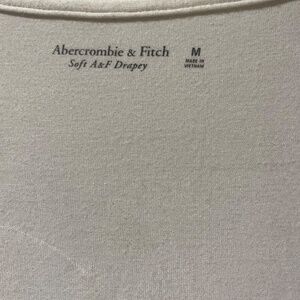 Abercrombie & Fitch
Soft A&F Drapey
M
MADE IN
VIETNAM